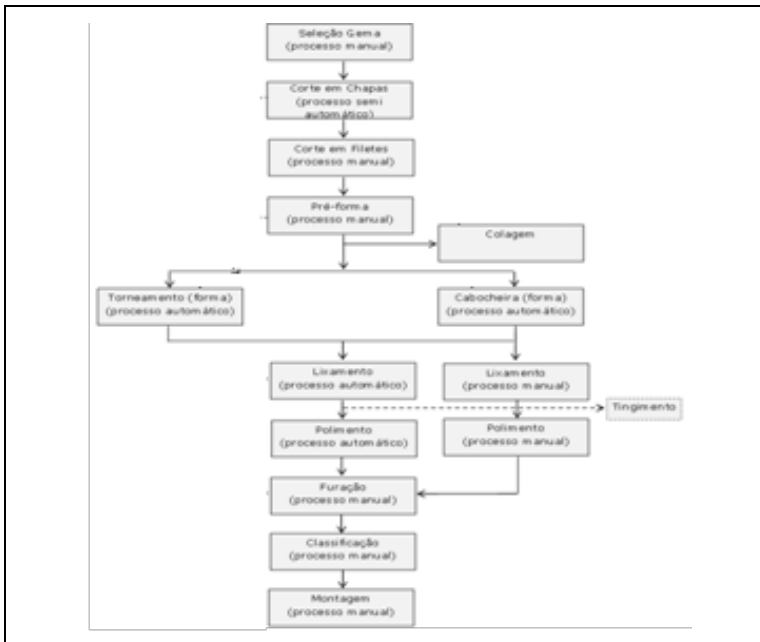 Seleção Gema
(processo manual)
Corte em Chapas
(processo semi
automático)
Corte em Filetes
(processo manual)
Pré-forma
(processo manual)
Colagem
Torneamento (forma)
(processo automático)
Cabocheira (forma)
(processo automático)
Lixamento
(processo automático)
Lixamento
(processo manual)
Tingimento
Polimento
(processo automático)
Polimento
(processo manual)
Furação
(processo manual)
Classificação
(processo manual)
Montagem
(processo manual)